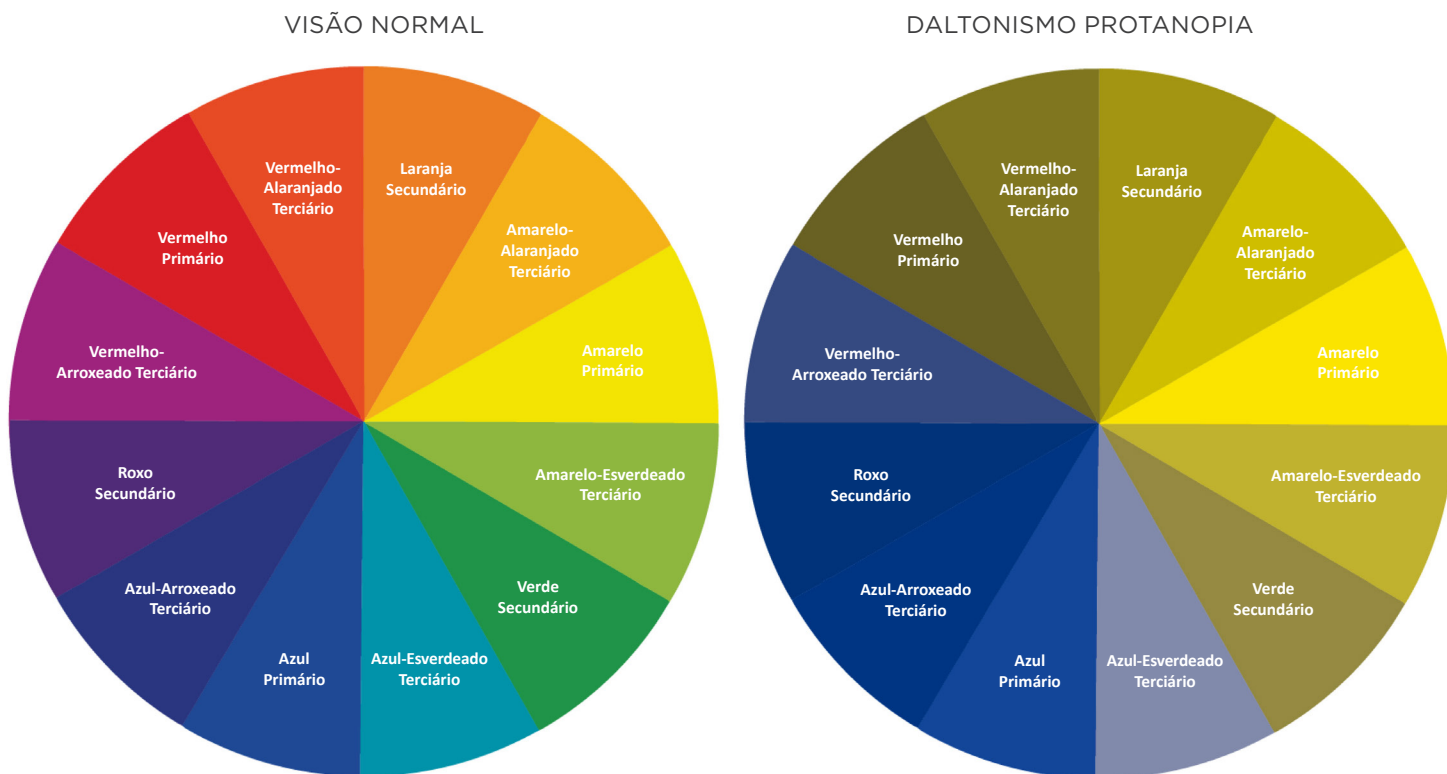 VISÃO NORMAL
Vermelho-
Alaranjado
Terciário
Laranja
Secundário
Vermelho
Primário
Amarelo-
Alaranjado
Terciário
Vermelho-
Arroxeado Terciário
Amarelo
Primário
Roxo
Secundário
Amarelo-Esverdeado
Terciário
Azul-Arroxeado
Terciário
Verde
Secundário
Azul
Primário
Azul-Esverdeado
Terciário
DALTONISMO PROTANOPIA
Vermelho-
Alaranjado
Terciário
Laranja
Secundário
Vermelho
Primário
Amarelo-
Alaranjado
Terciário
Vermelho-
Arroxeado Terciário
Amarelo
Primário
Roxo
Secundário
Amarelo-Esverdeado
Terciário
Azul-Arroxeado
Terciário
Verde
Secundário
Azul
Primário
Azul-Esverdeado
Terciário